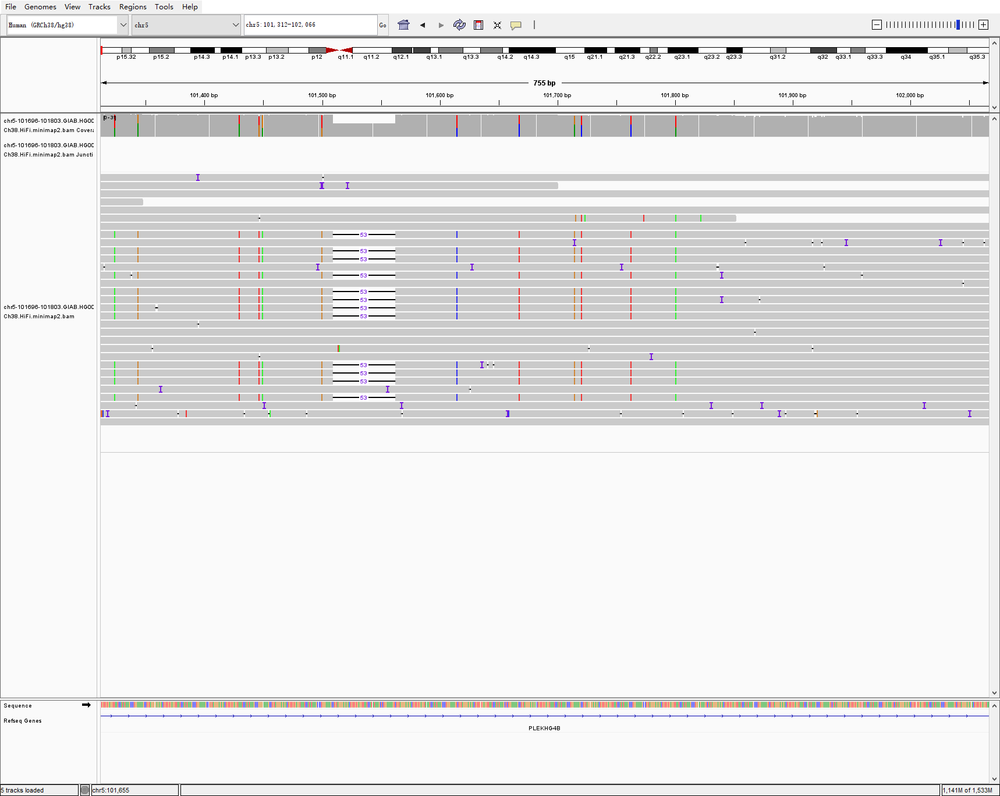 File Genomes View Tracks Regions Tools Help
Human (GRCh38/hg38) chr5 chr5:101,312-102,066 Go
p15.32 p15.2 p14.3 p14.1 p13.3 p13.2 p12 q11.1 q11.2 q12.1 q13.1 q13.3 q14.2 q14.3 q15 q21.1 q21.3 q22.2 q23.1 q23.2 q23.3 q31.2 q32 q33.1 q33.3 q34 q35.1 q35.3
755 bp
101,400 bp 101,500 bp 101,600 bp 101,700 bp 101,800 bp 101,900 bp 102,000 bp
chr5-101696-101803.GIAB.HG00
Ch38.HiFi.minimap2.bam Covera
chr5-101696-101803.GIAB.HG00
Ch38.HiFi.minimap2.bam Juncti
53
53
53
53
53
53
53
53
chr5-101696-101803.GIAB.HG00
Ch38.HiFi.minimap2.bam
53
53
53
53
Sequence
Refseq Genes
PLEKHG4B
5 tracks loaded chr5:101,655 1,141M of 1,533M